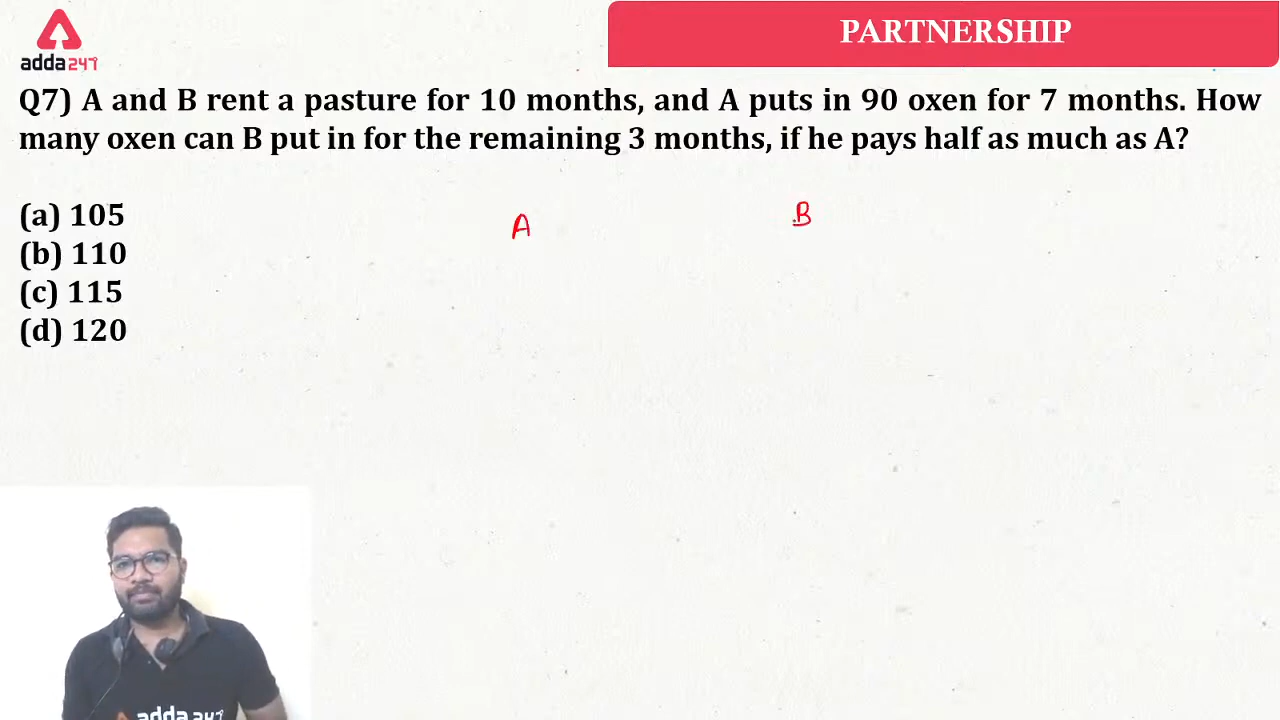 PARTNERSHIP
adda247
Q7) A and B rent a pasture for 10 months, and A puts in 90 oxen for 7 months. How
many oxen can B put in for the remaining 3 months, if he pays half as much as A?
(a) 105
(b) 110
(c) 115
(d) 120
A B
adda247